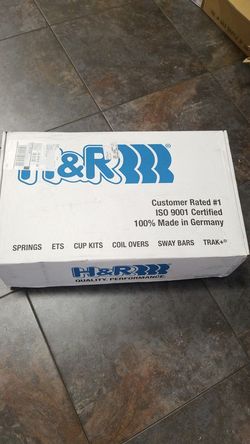 H&R®
Customer Rated #1
ISO 9001 Certified
100% Made in Germany
SPRINGS ETS CUP KITS COIL OVERS SWAY BARS TRAK+®
H&R
QUALITY. PERFORMANCE.